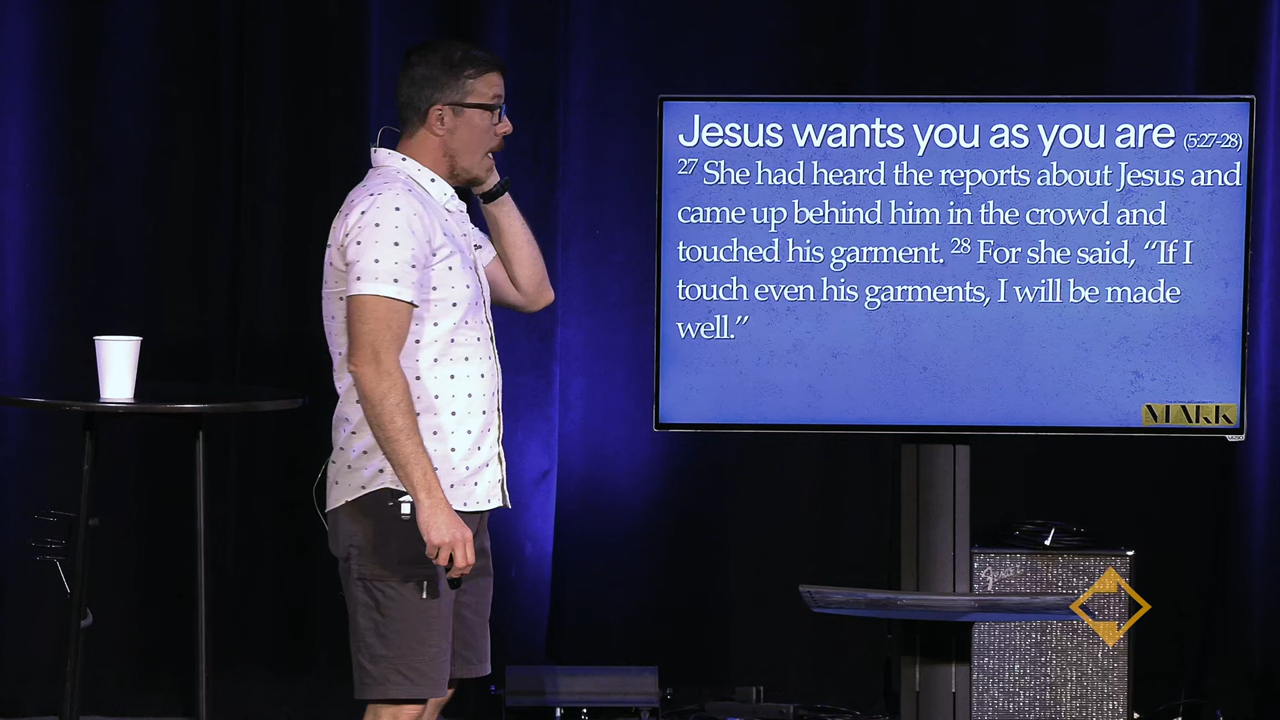 Jesus wants you as you are (5:27-28)
27 She had heard the reports about Jesus and
came up behind him in the crowd and
touched his garment. 28 For she said, “If I
touch even his garments, I will be made
well.”
MARK
VIZIO
Fender